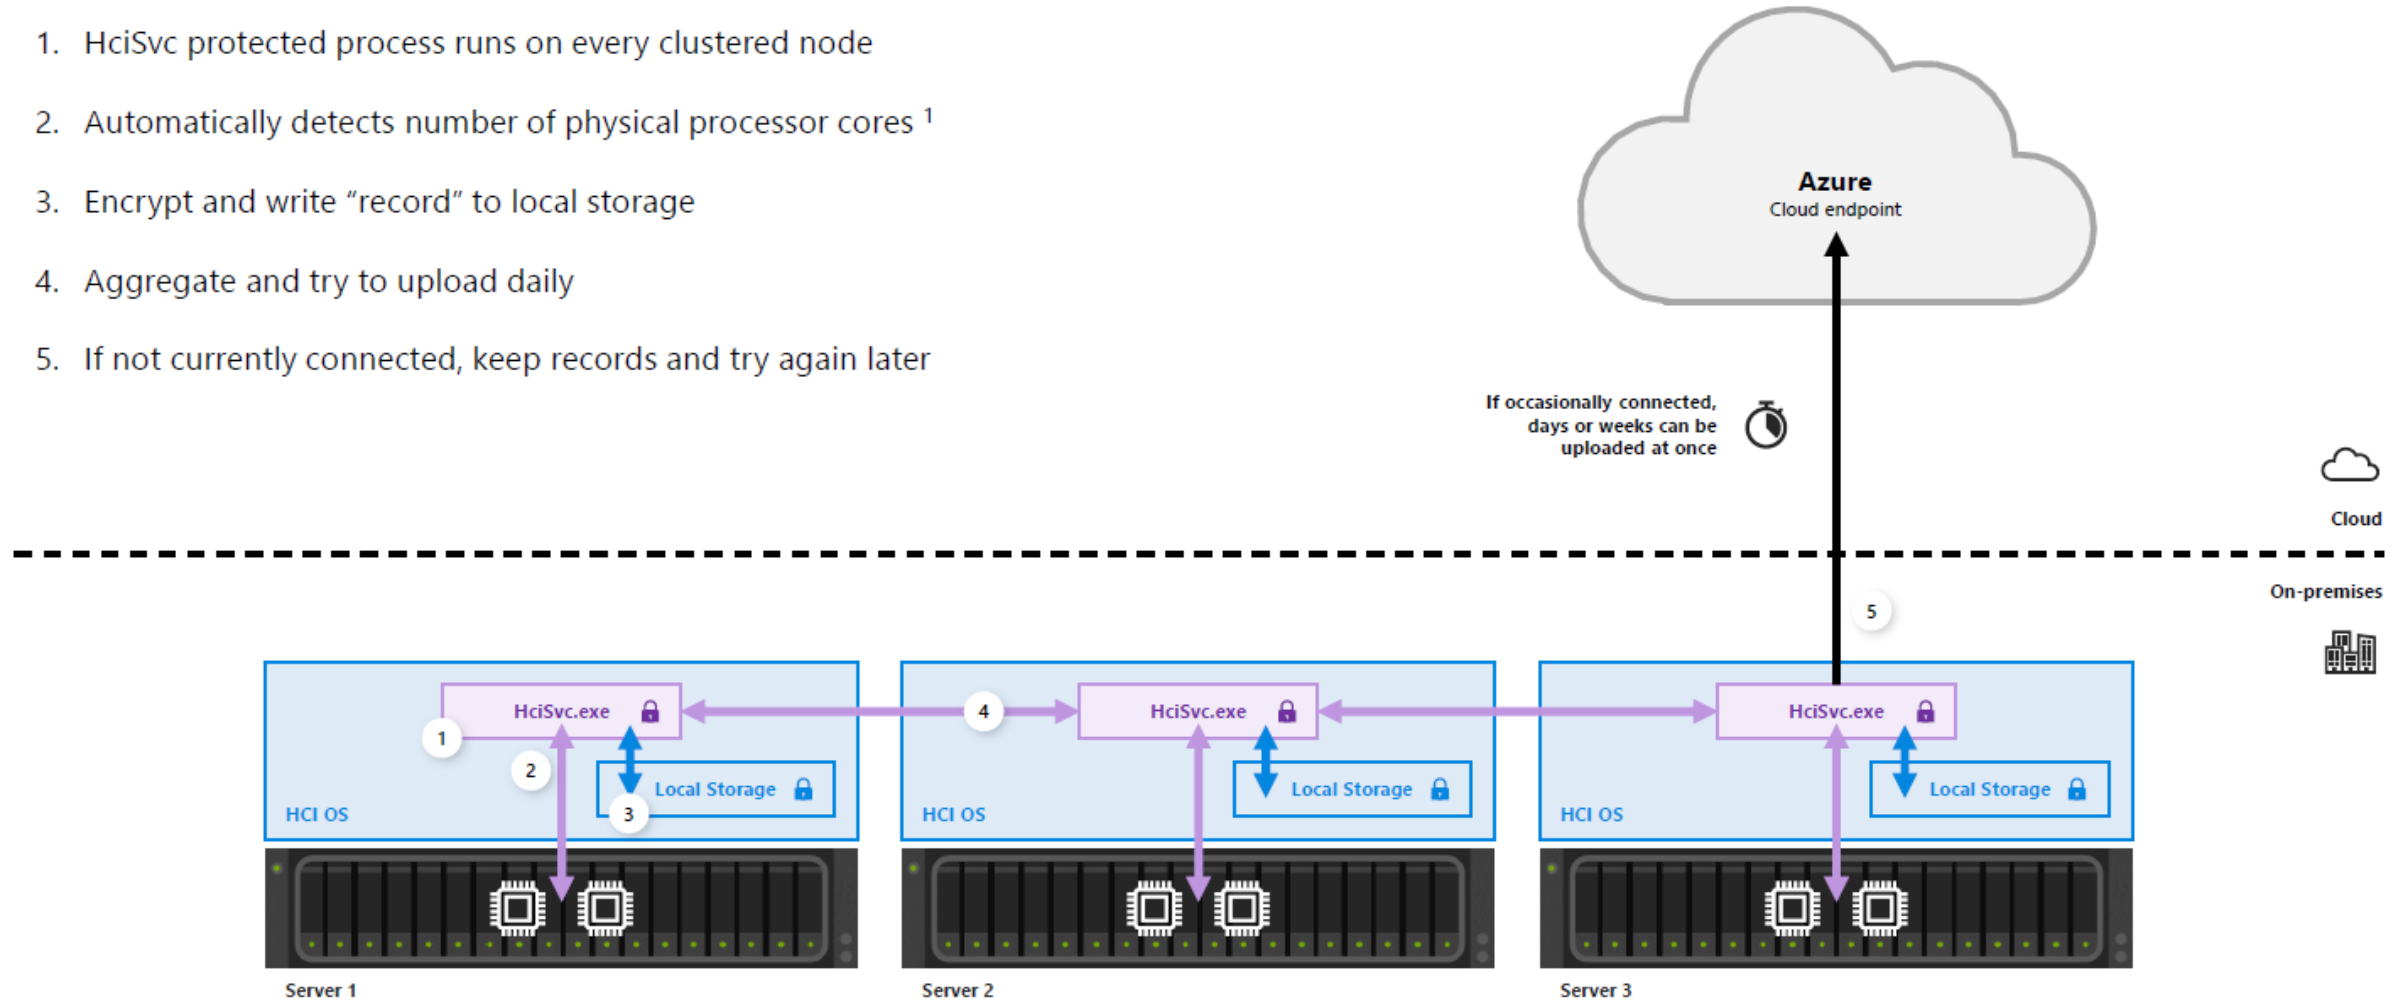 1. HciSvc protected process runs on every clustered node
2. Automatically detects number of physical processor cores ¹
3. Encrypt and write “record” to local storage
4. Aggregate and try to upload daily
5. If not currently connected, keep records and try again later
Azure
Cloud endpoint
If occasionally connected,
days or weeks can be
uploaded at once
Cloud
On-premises
5
HciSvc.exe
4
HciSvc.exe
HciSvc.exe
1
2
Local Storage
3
HCI OS
Local Storage
HCI OS
Local Storage
HCI OS
Server 1
Server 2
Server 3